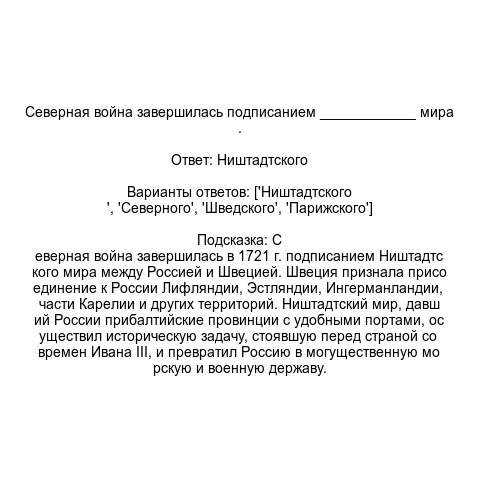 Северная война завершилась подписанием ____________ мира
.
Ответ: Ништадтского
Варианты ответов: ['Ништадтского
', 'Северного', 'Шведского', 'Парижского']
Подсказка: С
еверная война завершилась в 1721 г. подписанием Ништадтс
кого мира между Россией и Швецией. Швеция признала присо
единение к России Лифляндии, Эстляндии, Ингерманландии,
части Карелии и других территорий. Ништадтский мир, давш
ий России прибалтийские провинции с удобными портами, ос
уществил историческую задачу, стоявшую перед страной со
времен Ивана III, и превратил Россию в могущественную мо
рскую и военную державу.